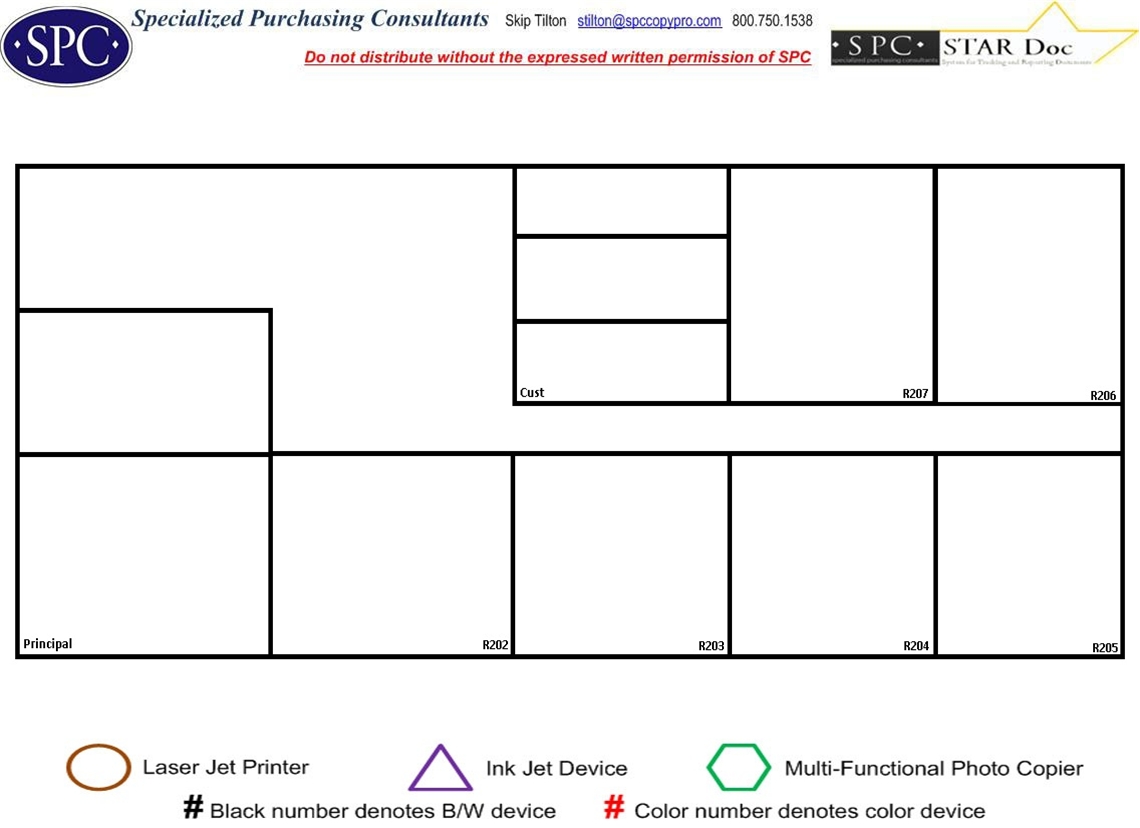 Specialized Purchasing Consultants Skip Tilton stilton@spccopypro.com 800.750.1538
·SPC·
Do not distribute without the expressed written permission of SPC
·SPC· STAR Doc
specialized purchasing consultants System for Tracking and Reporting Documents
Cust
R207
R206
Principal
R202
R203
R204
R205
Laser Jet Printer
Ink Jet Device
Multi-Functional Photo Copier
# Black number denotes B/W device
# Color number denotes color device